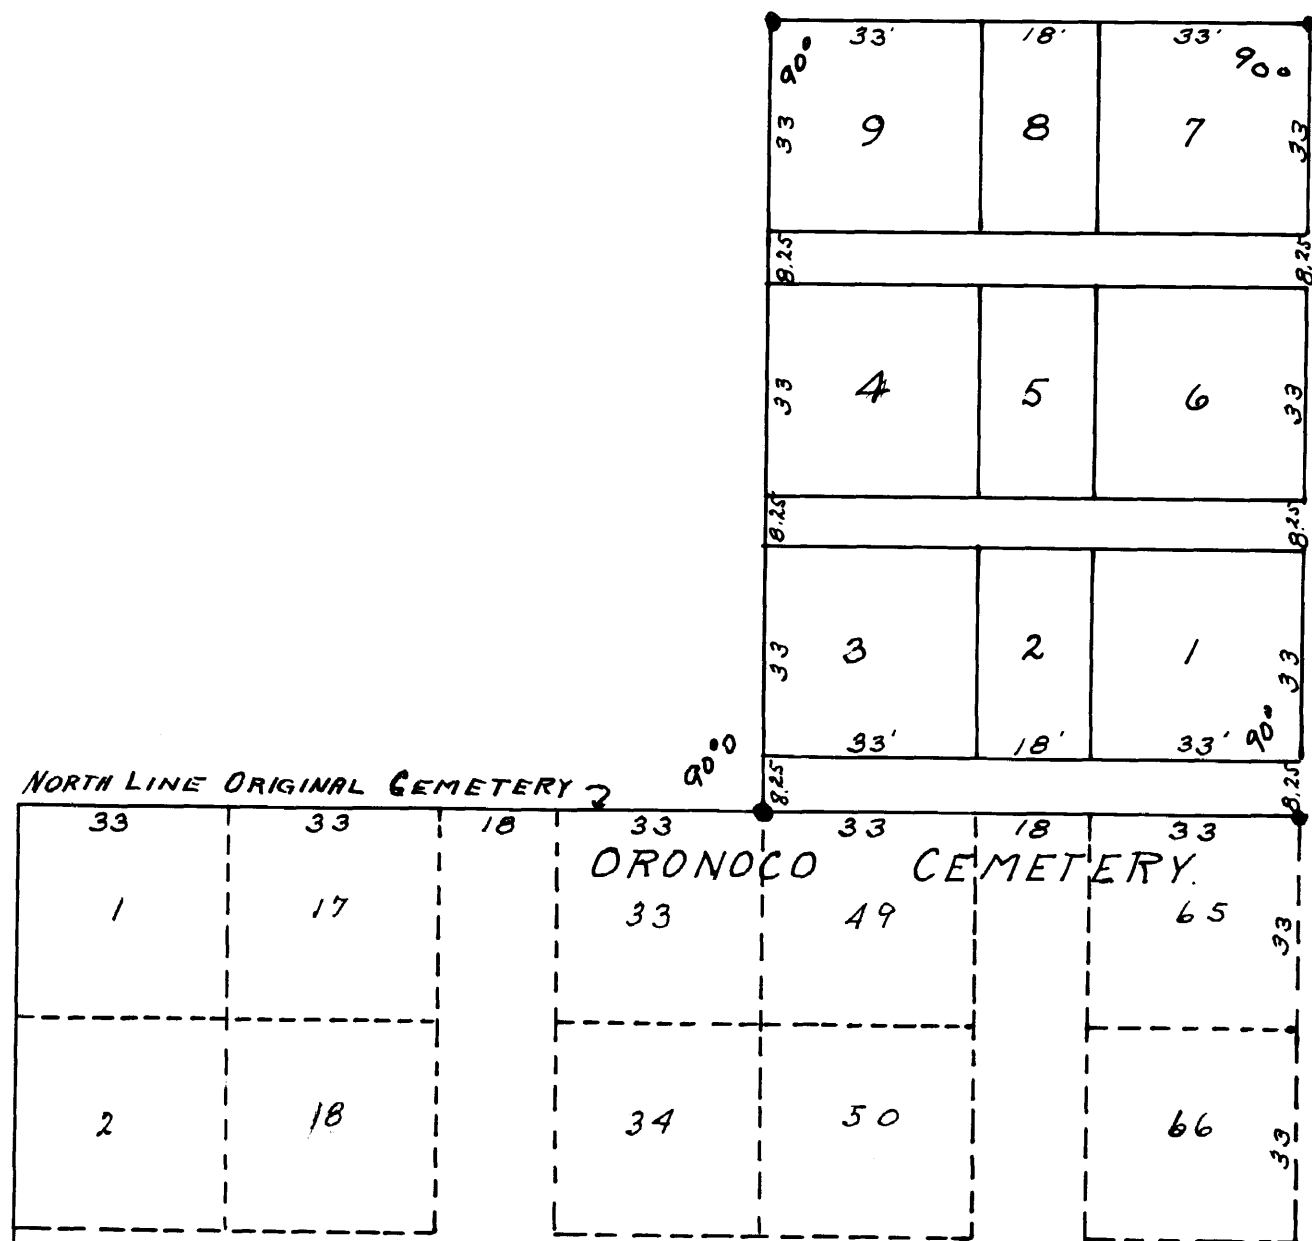 33' 18' 33'
90° 90°
33 9 8 7 33
8.25 8.25
33 4 5 6 33
8.25 8.25
33 3 2 1 33
33' 18' 33' 90°
90°
8.25 8.25
NORTH LINE ORIGINAL CEMETERY
33 33 18 33 33 18 33
ORONOCO CEMETERY.
1 17 33 49 65 33
2 18 34 50 66 33